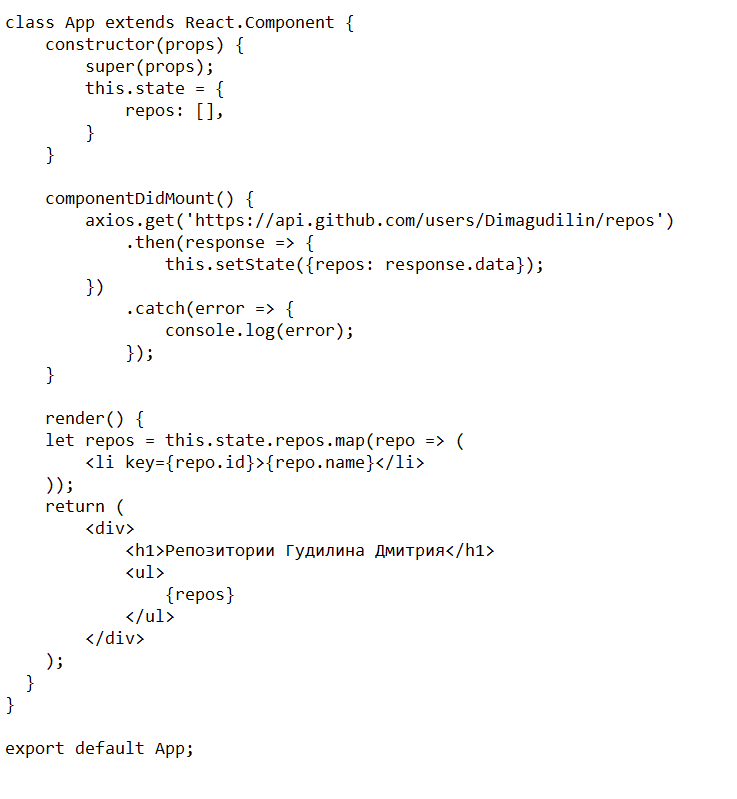 class App extends React.Component {
    constructor(props) {
        super(props);
        this.state = {
            repos: [],
        }
    }

    componentDidMount() {
        axios.get('https://api.github.com/users/Dimagudilin/repos')
            .then(response => {
                this.setState({repos: response.data});
        })
            .catch(error => {
                console.log(error);
            });
    }

    render() {
    let repos = this.state.repos.map(repo => (
        <li key={repo.id}>{repo.name}</li>
    ));
    return (
        <div>
            <h1>Репозитории Гудилина Дмитрия</h1>
            <ul>
                {repos}
            </ul>
        </div>
    );
  }
}

export default App;